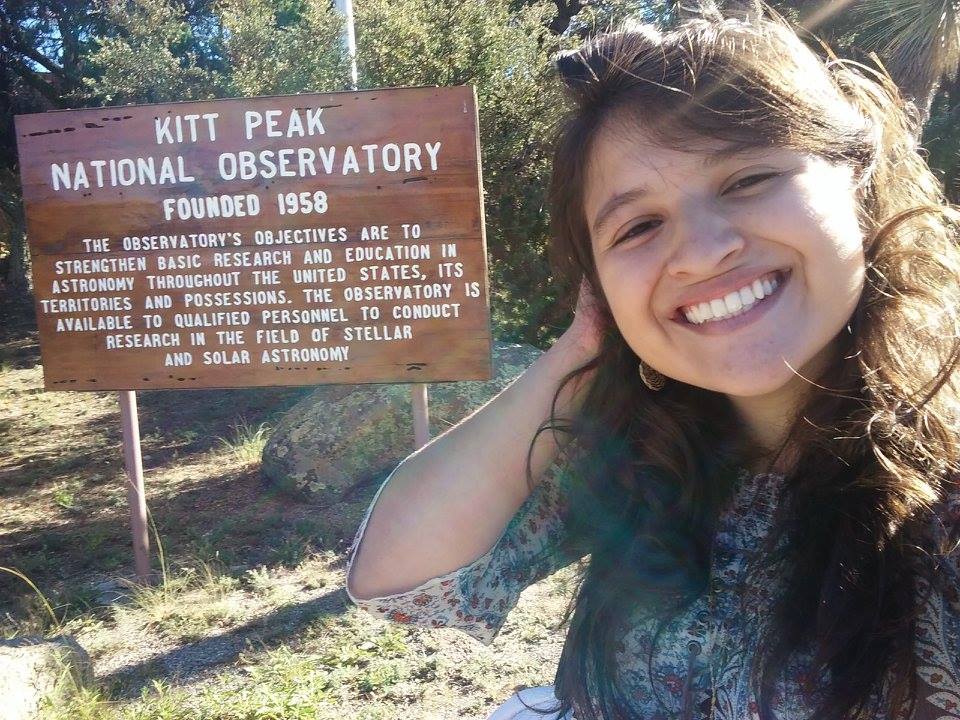 KITT PEAK
NATIONAL OBSERVATORY
FOUNDED 1958
THE OBSERVATORY'S OBJECTIVES ARE TO
STRENGTHEN BASIC RESEARCH AND EDUCATION IN
ASTRONOMY THROUGHOUT THE UNITED STATES, ITS
TERRITORIES AND POSSESSIONS. THE OBSERVATORY IS
AVAILABLE TO QUALIFIED PERSONNEL TO CONDUCT
RESEARCH IN THE FIELD OF STELLAR
AND SOLAR ASTRONOMY